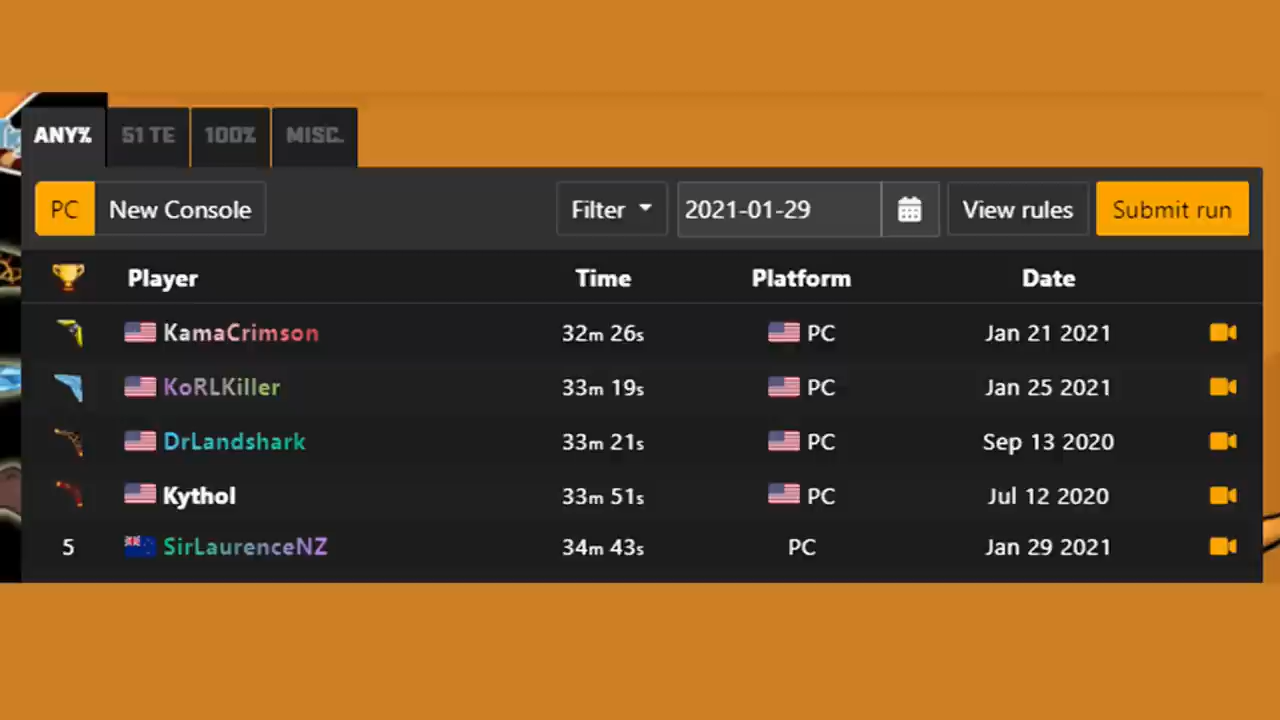 ANY% 51 TE 100% MISC.
PC New Console Filter 2021-01-29 View rules Submit run
Player Time Platform Date
KamaCrimson 32m 26s PC Jan 21 2021
KoRLKiller 33m 19s PC Jan 25 2021
DrLandshark 33m 21s PC Sep 13 2020
Kythol 33m 51s PC Jul 12 2020
5 SirLaurenceNZ 34m 43s PC Jan 29 2021